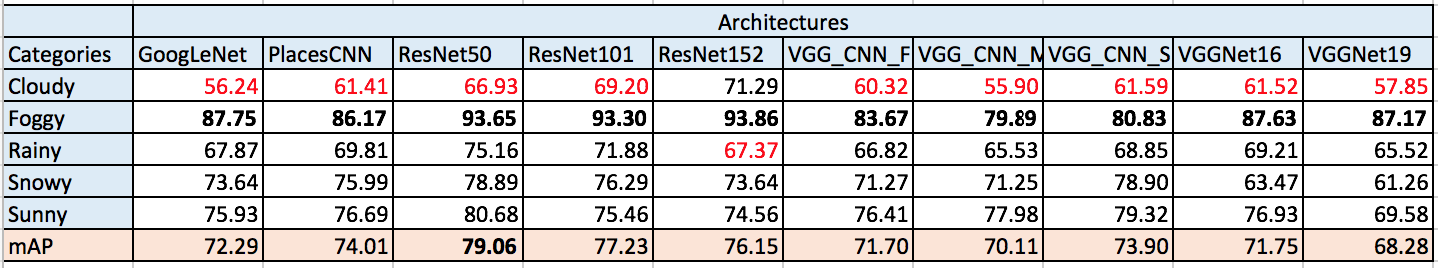 Architectures
Categories GoogLeNet PlacesCNN ResNet50 ResNet101 ResNet152 VGG_CNN_F VGG_CNN_M VGG_CNN_S VGGNet16 VGGNet19
Cloudy 56.24 61.41 66.93 69.20 71.29 60.32 55.90 61.59 61.52 57.85
Foggy 87.75 86.17 93.65 93.30 93.86 83.67 79.89 80.83 87.63 87.17
Rainy 67.87 69.81 75.16 71.88 67.37 66.82 65.53 68.85 69.21 65.52
Snowy 73.64 75.99 78.89 76.29 73.64 71.27 71.25 78.90 63.47 61.26
Sunny 75.93 76.69 80.68 75.46 74.56 76.41 77.98 79.32 76.93 69.58
mAP 72.29 74.01 79.06 77.23 76.15 71.70 70.11 73.90 71.75 68.28